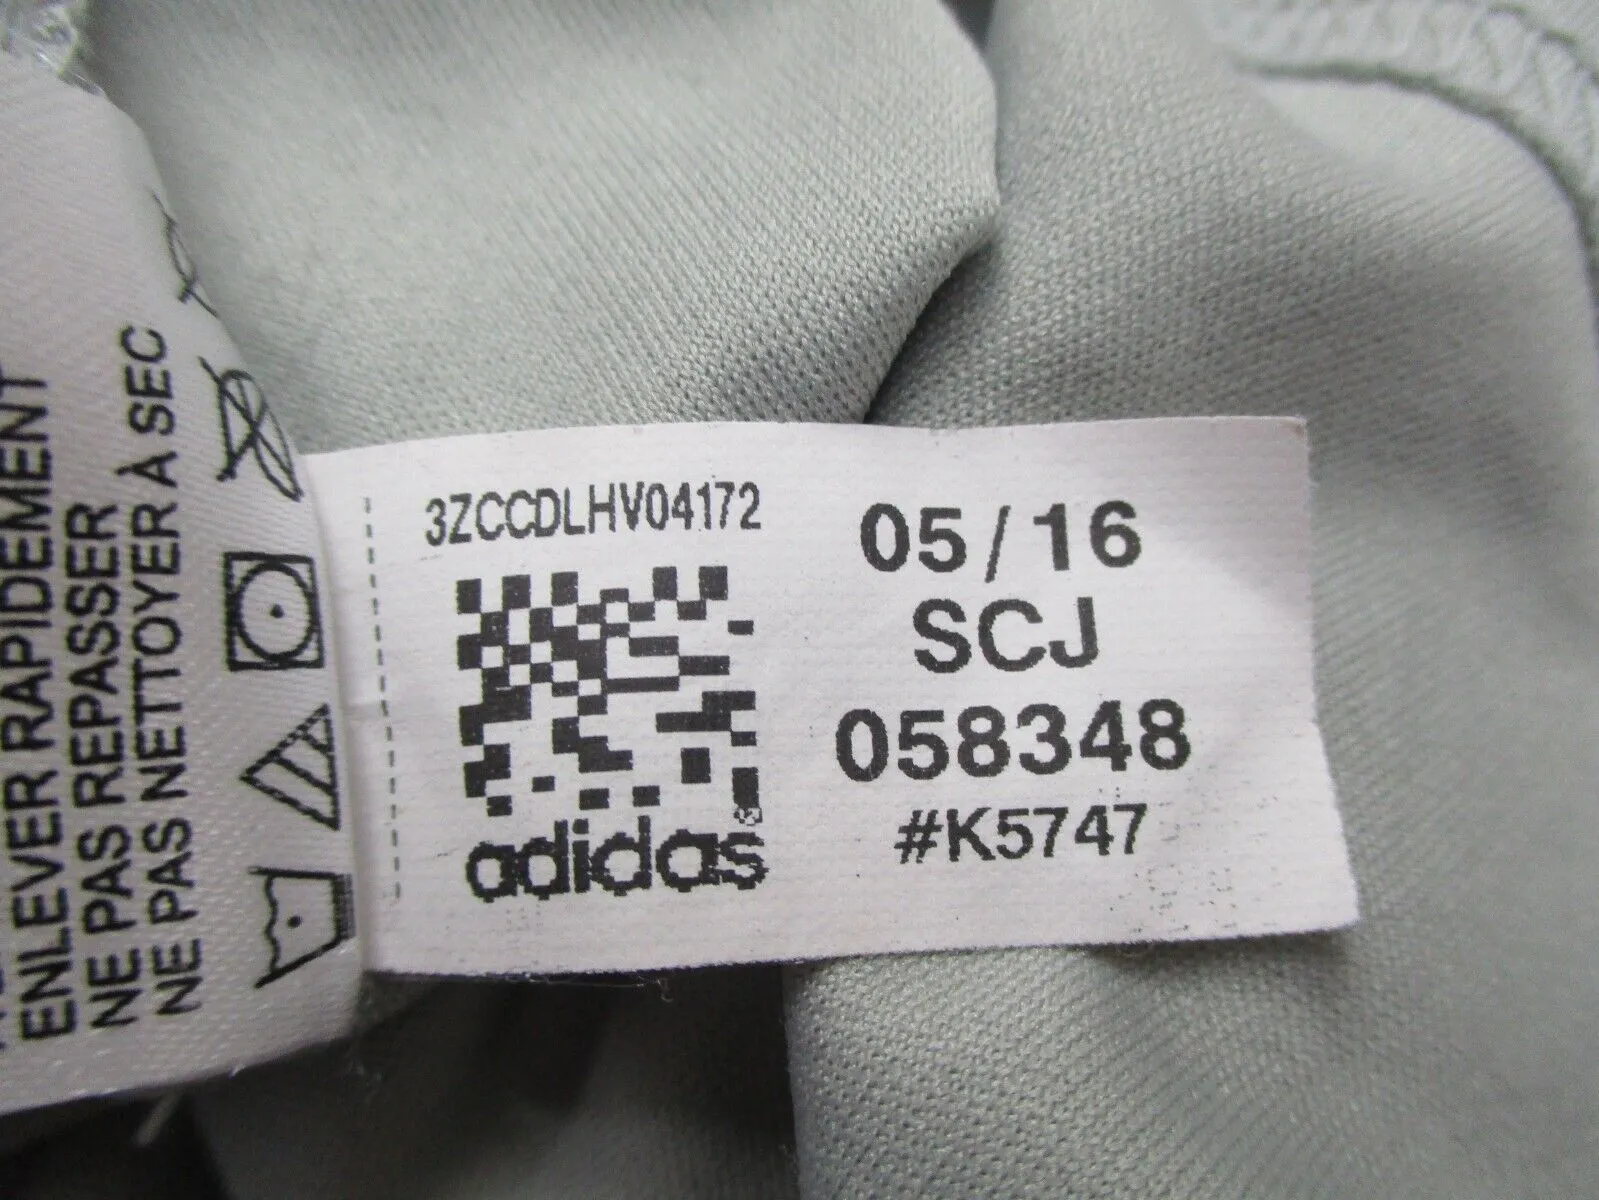 ENLEVER RAPIDEMENT
NE PAS REPASSER
NE PAS NETTOYER À SEC
3ZCCDLHV04172
adidas
05/16
SCJ
058348
#K5747